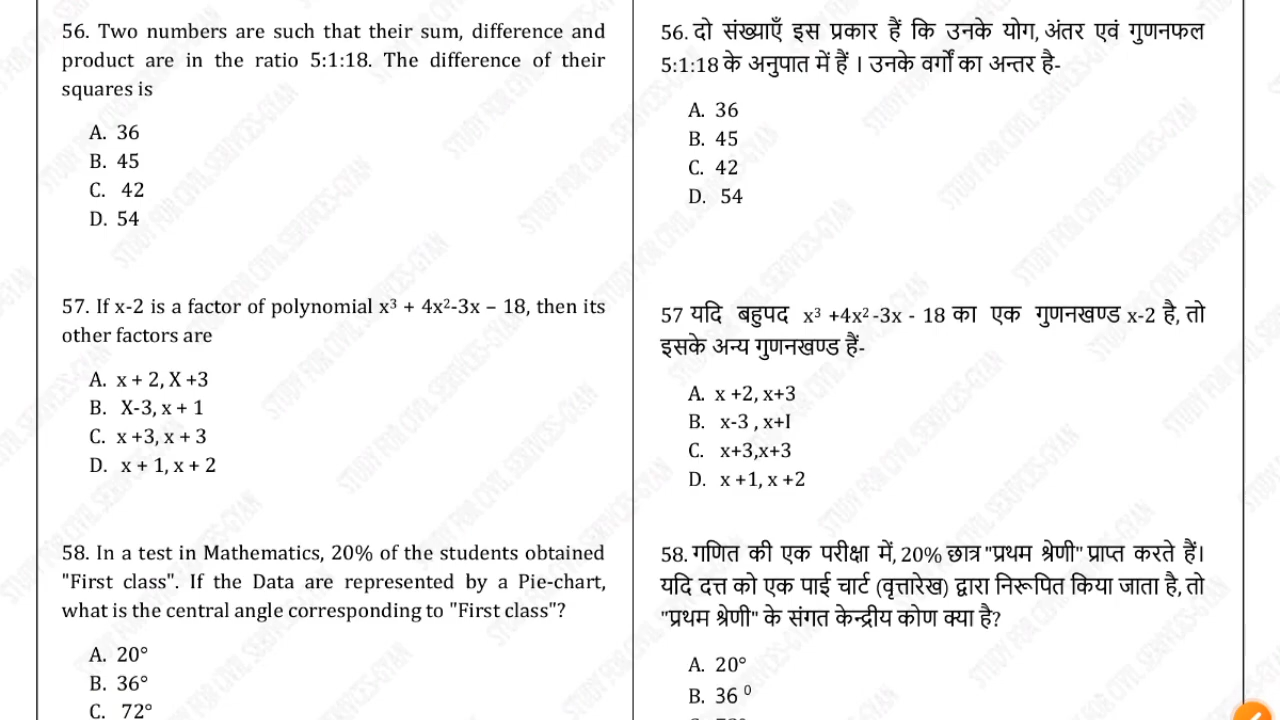 56. Two numbers are such that their sum, difference and
product are in the ratio 5:1:18. The difference of their
squares is
A. 36
B. 45
C. 42
D. 54
57. If x-2 is a factor of polynomial x³ + 4x²-3x – 18, then its
other factors are
A. x + 2, X +3
B. X-3, x + 1
C. x +3, x + 3
D. x + 1, x + 2
58. In a test in Mathematics, 20% of the students obtained
"First class". If the Data are represented by a Pie-chart,
what is the central angle corresponding to "First class"?
A. 20°
B. 36°
C. 72°
56. दो संख्याएँ इस प्रकार हैं कि उनके योग, अंतर एवं गुणनफल
5:1:18 के अनुपात में हैं । उनके वर्गों का अन्तर है-
A. 36
B. 45
C. 42
D. 54
57 यदि बहुपद x³ +4x² -3x - 18 का एक गुणनखण्ड x-2 है, तो
इसके अन्य गुणनखण्ड हैं-
A. x +2, x+3
B. x-3 , x+I
C. x+3,x+3
D. x +1, x +2
58. गणित की एक परीक्षा में, 20% छात्र "प्रथम श्रेणी" प्राप्त करते हैं।
यदि दत्त को एक पाई चार्ट (वृत्तारेख) द्वारा निरूपित किया जाता है, तो
"प्रथम श्रेणी" के संगत केन्द्रीय कोण क्या है?
A. 20°
B. 36 ⁰